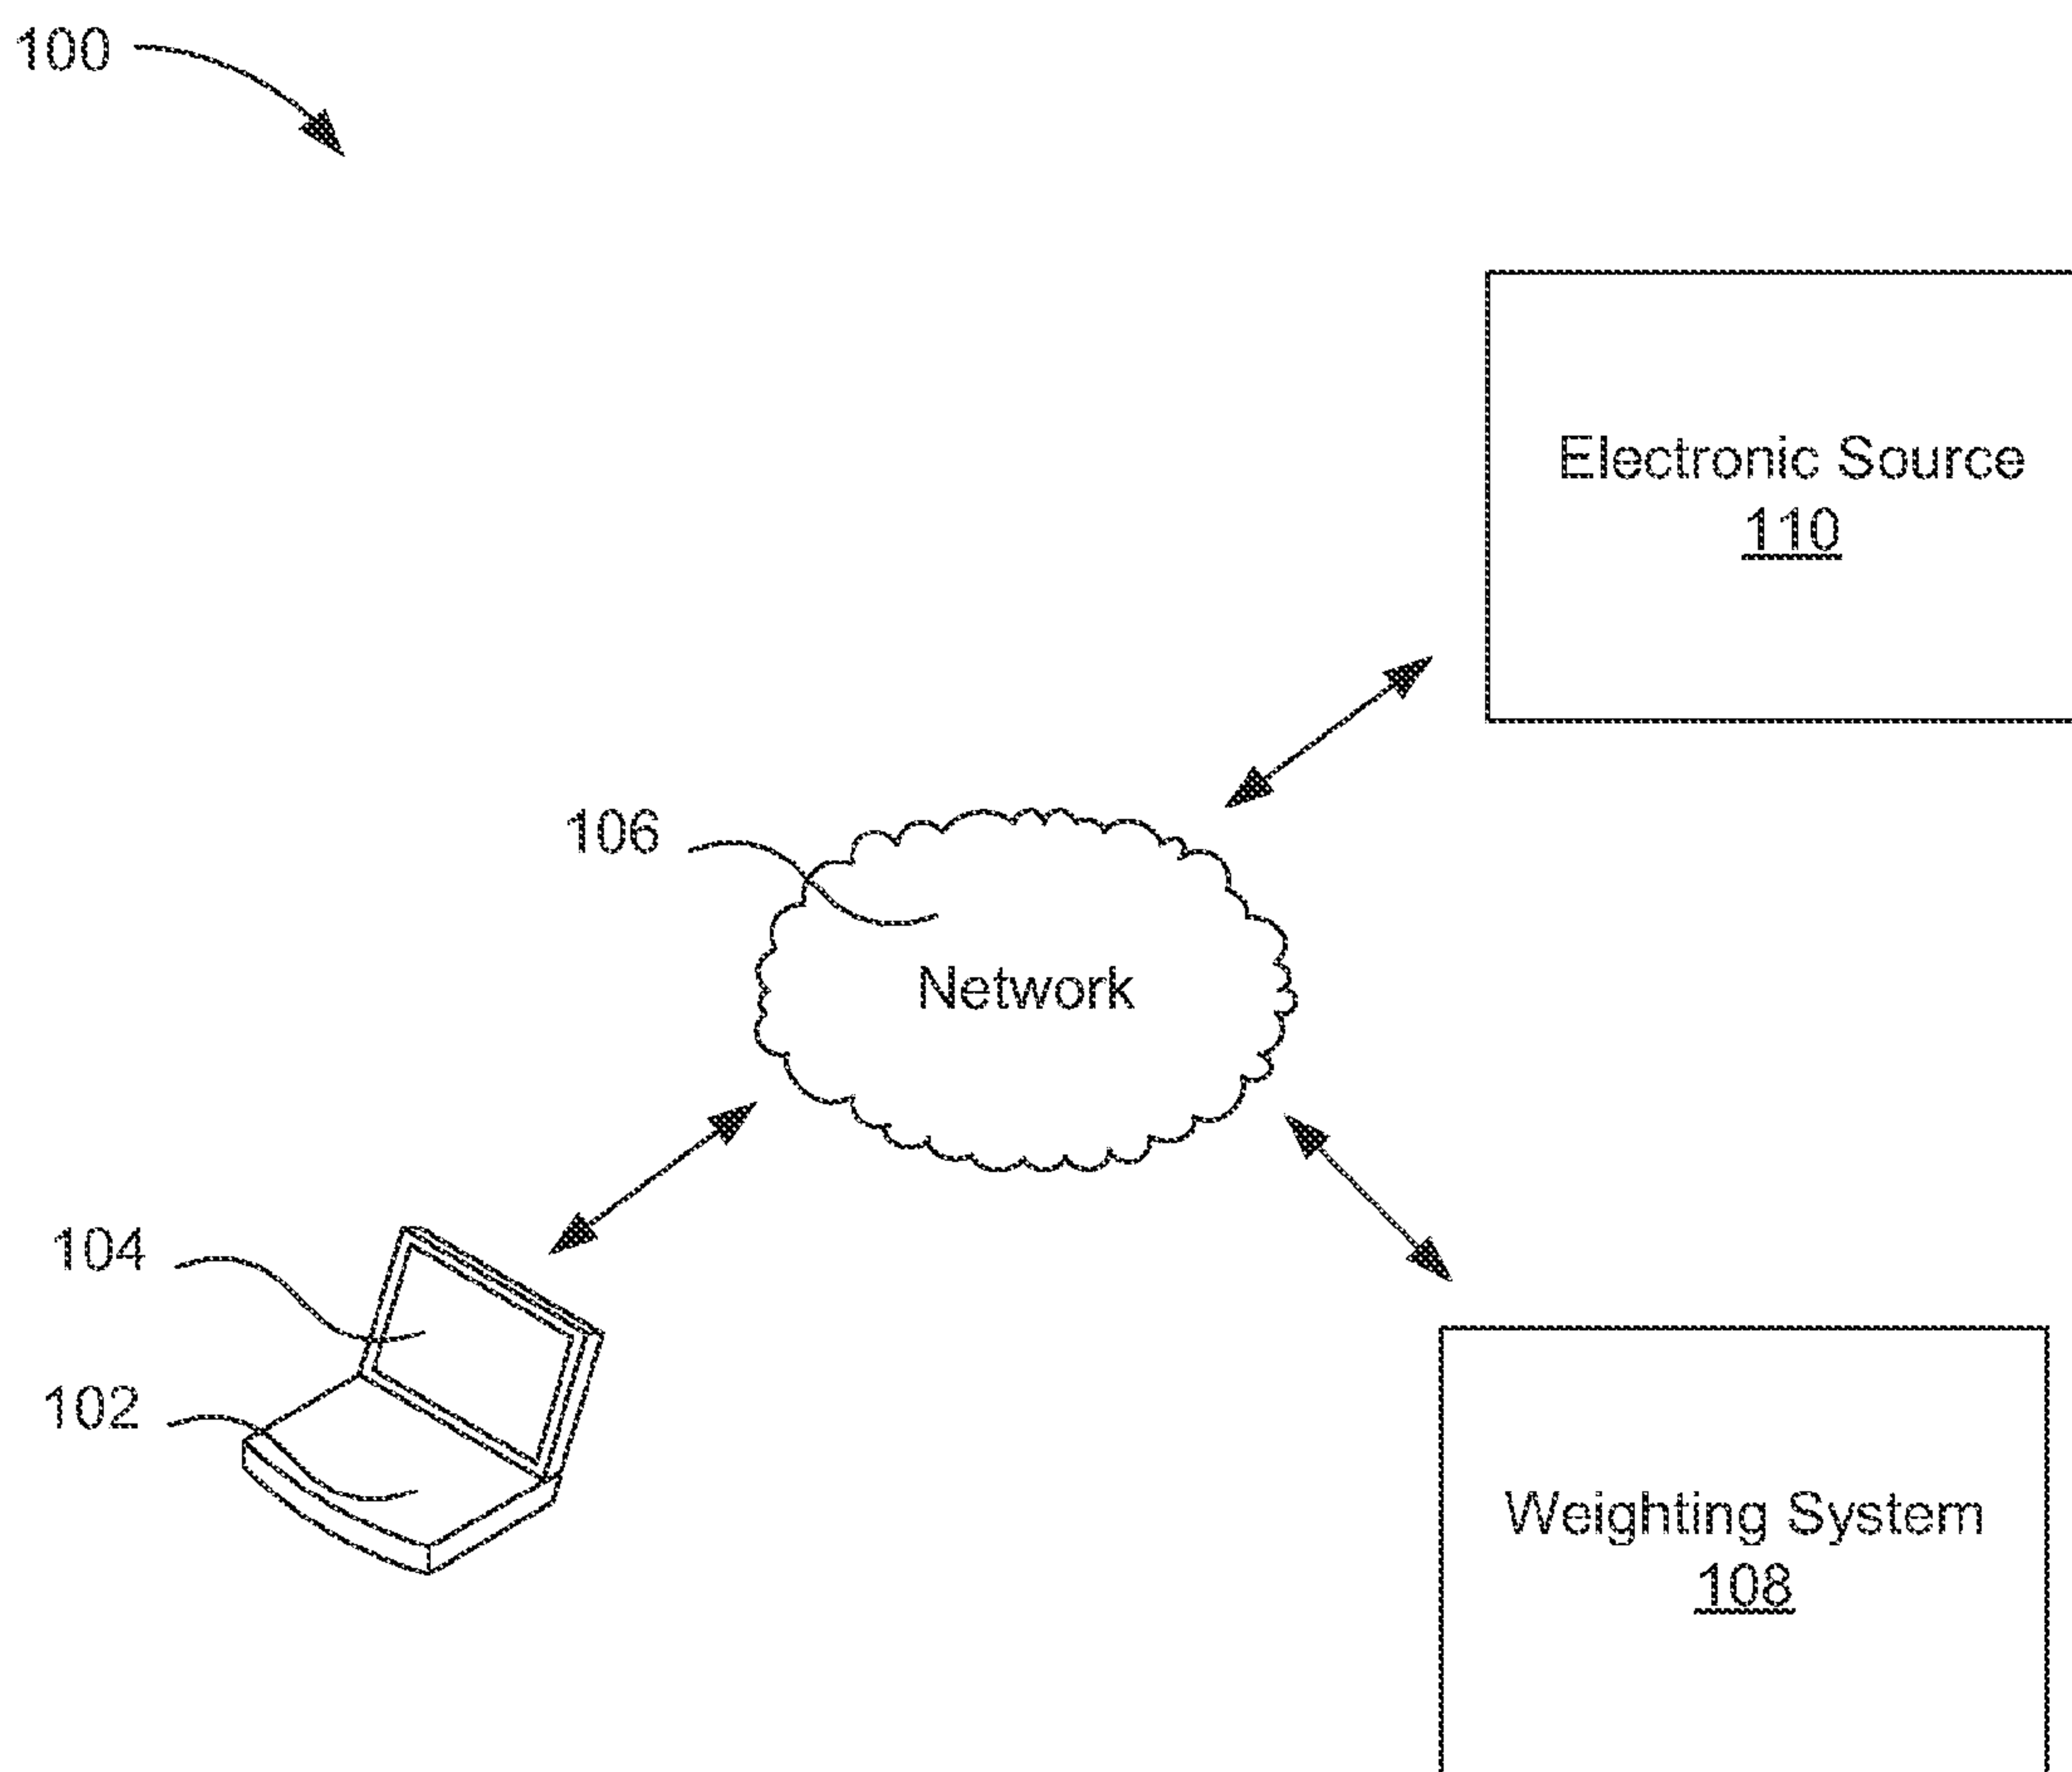 100
Electronic Source
110
106
Network
104
102
Weighting System
108